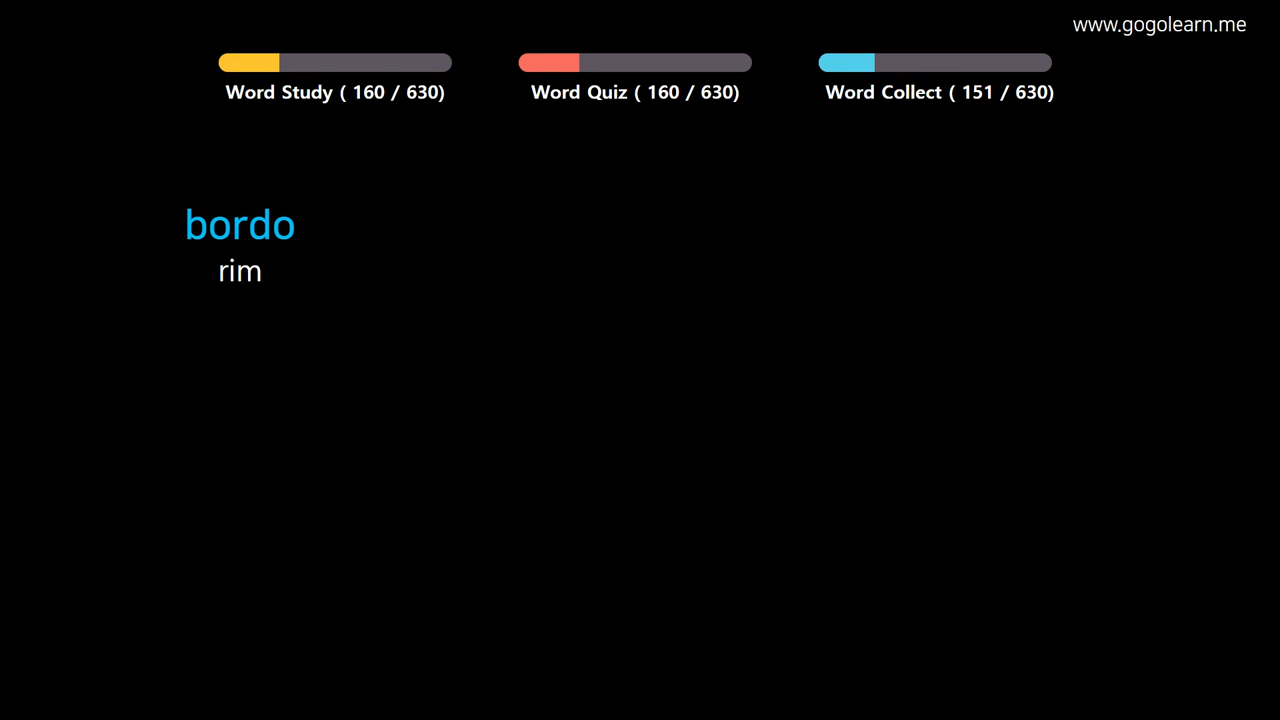 www.gogolearn.me
Word Study ( 160 / 630)
Word Quiz ( 160 / 630)
Word Collect ( 151 / 630)
bordo
rim